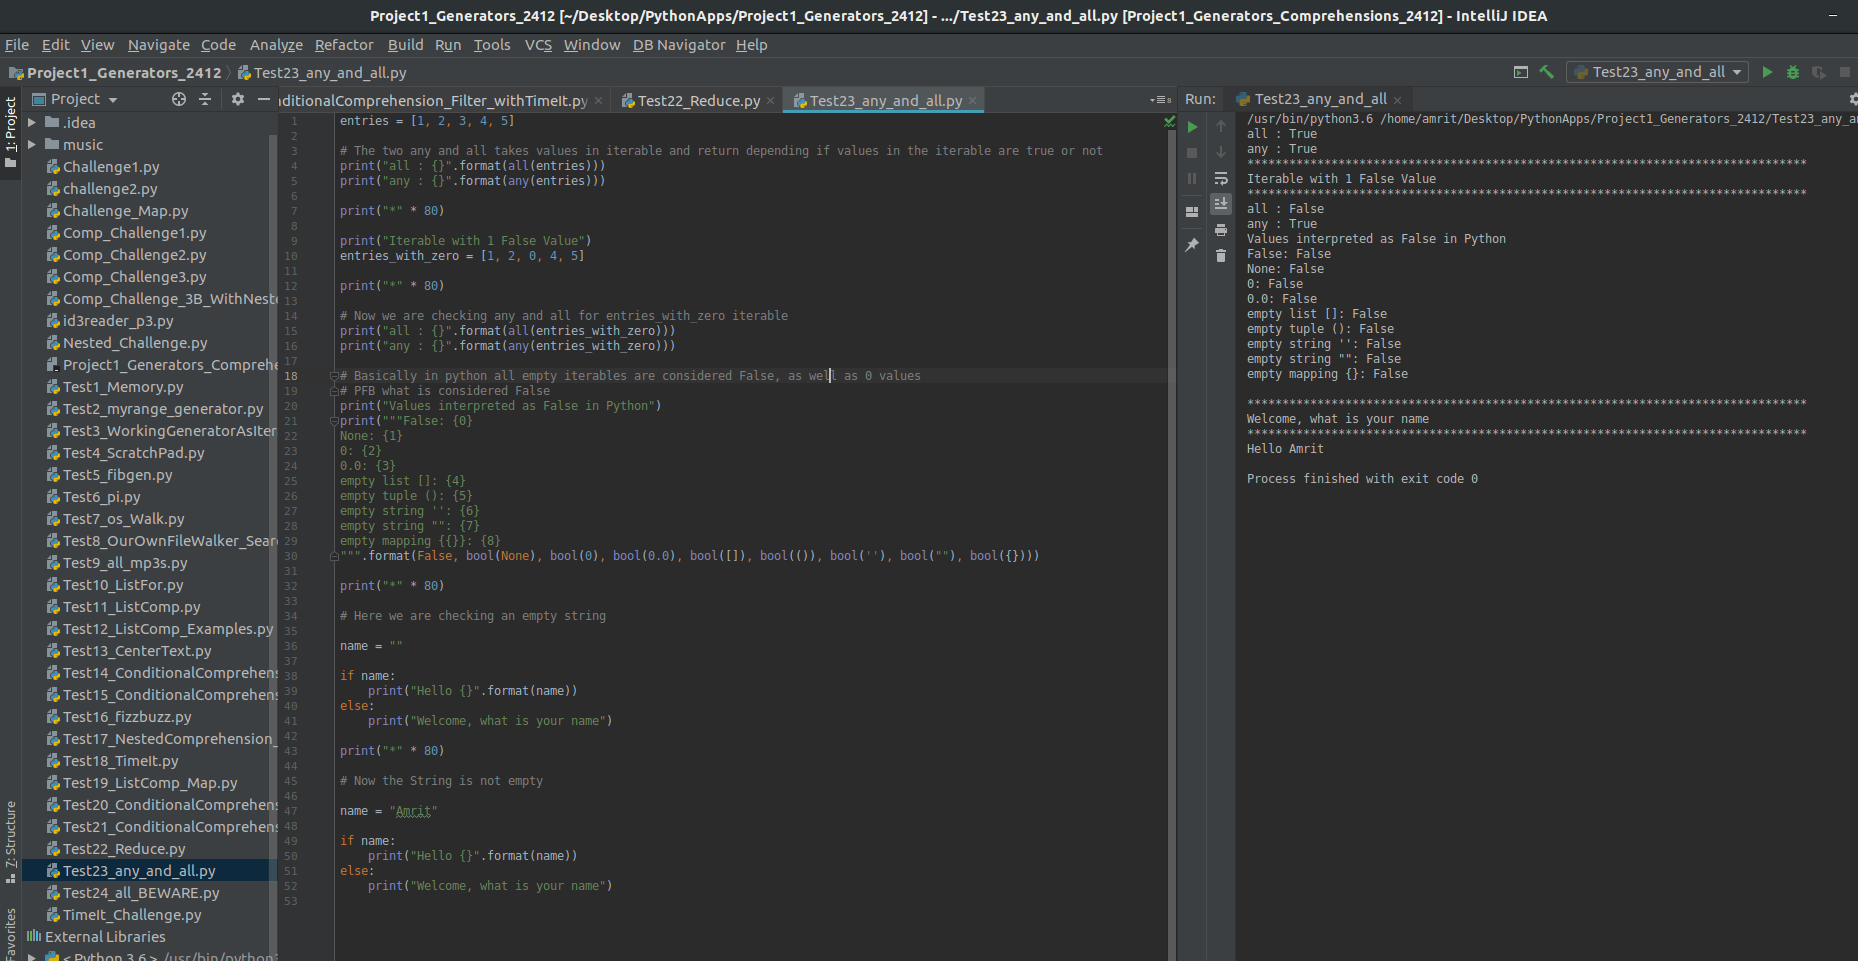 Project1_Generators_2412 [~/Desktop/PythonApps/Project1_Generators_2412] - .../Test23_any_and_all.py [Project1_Generators_Comprehensions_2412] - IntelliJ IDEA
File Edit View Navigate Code Analyze Refactor Build Run Tools VCS Window DB Navigator Help
Project1_Generators_2412 Test23_any_and_all.py Test23_any_and_all
1: Project
7: Structure
Favorites
Project
.idea
music
Challenge1.py
challenge2.py
Challenge_Map.py
Comp_Challenge1.py
Comp_Challenge2.py
Comp_Challenge3.py
Comp_Challenge_3B_WithNeste
id3reader_p3.py
Nested_Challenge.py
Project1_Generators_Comprehe
Test1_Memory.py
Test2_myrange_generator.py
Test3_WorkingGeneratorAsIter
Test4_ScratchPad.py
Test5_fibgen.py
Test6_pi.py
Test7_os_Walk.py
Test8_OurOwnFileWalker_Sear
Test9_all_mp3s.py
Test10_ListFor.py
Test11_ListComp.py
Test12_ListComp_Examples.py
Test13_CenterText.py
Test14_ConditionalComprehens
Test15_ConditionalComprehens
Test16_fizzbuzz.py
Test17_NestedComprehension_
Test18_TimeIt.py
Test19_ListComp_Map.py
Test20_ConditionalComprehens
Test21_ConditionalComprehens
Test22_Reduce.py
Test23_any_and_all.py
Test24_all_BEWARE.py
TimeIt_Challenge.py
External Libraries
< Python 3.6 > /usr/bin/python3
nditionalComprehension_Filter_withTimeIt.py Test22_Reduce.py Test23_any_and_all.py
1 entries = [1, 2, 3, 4, 5]
2
3 # The two any and all takes values in iterable and return depending if values in the iterable are true or not
4 print("all : {}".format(all(entries)))
5 print("any : {}".format(any(entries)))
6
7 print("*" * 80)
8
9 print("Iterable with 1 False Value")
10 entries_with_zero = [1, 2, 0, 4, 5]
11
12 print("*" * 80)
13
14 # Now we are checking any and all for entries_with_zero iterable
15 print("all : {}".format(all(entries_with_zero)))
16 print("any : {}".format(any(entries_with_zero)))
17
18 # Basically in python all empty iterables are considered False, as well as 0 values
19 # PFB what is considered False
20 print("Values interpreted as False in Python")
21 print("""False: {0}
22 None: {1}
23 0: {2}
24 0.0: {3}
25 empty list []: {4}
26 empty tuple (): {5}
27 empty string '': {6}
28 empty string "": {7}
29 empty mapping {{}}: {8}
30 """.format(False, bool(None), bool(0), bool(0.0), bool([]), bool(()), bool(''), bool(""), bool({})))
31
32 print("*" * 80)
33
34 # Here we are checking an empty string
35
36 name = ""
37
38 if name:
39 print("Hello {}".format(name))
40 else:
41 print("Welcome, what is your name")
42
43 print("*" * 80)
44
45 # Now the String is not empty
46
47 name = "Amrit"
48
49 if name:
50 print("Hello {}".format(name))
51 else:
52 print("Welcome, what is your name")
53
Run: Test23_any_and_all
/usr/bin/python3.6 /home/amrit/Desktop/PythonApps/Project1_Generators_2412/Test23_any_an
all : True
any : True
********************************************************************************
Iterable with 1 False Value
********************************************************************************
all : False
any : True
Values interpreted as False in Python
False: False
None: False
0: False
0.0: False
empty list []: False
empty tuple (): False
empty string '': False
empty string "": False
empty mapping {}: False
********************************************************************************
Welcome, what is your name
********************************************************************************
Hello Amrit
Process finished with exit code 0